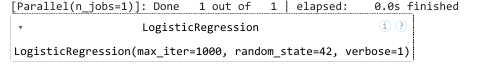 [Parallel(n_jobs=1)]: Done   1 out of   1 | elapsed:    0.0s finished
▾ LogisticRegression i ?
LogisticRegression(max_iter=1000, random_state=42, verbose=1)